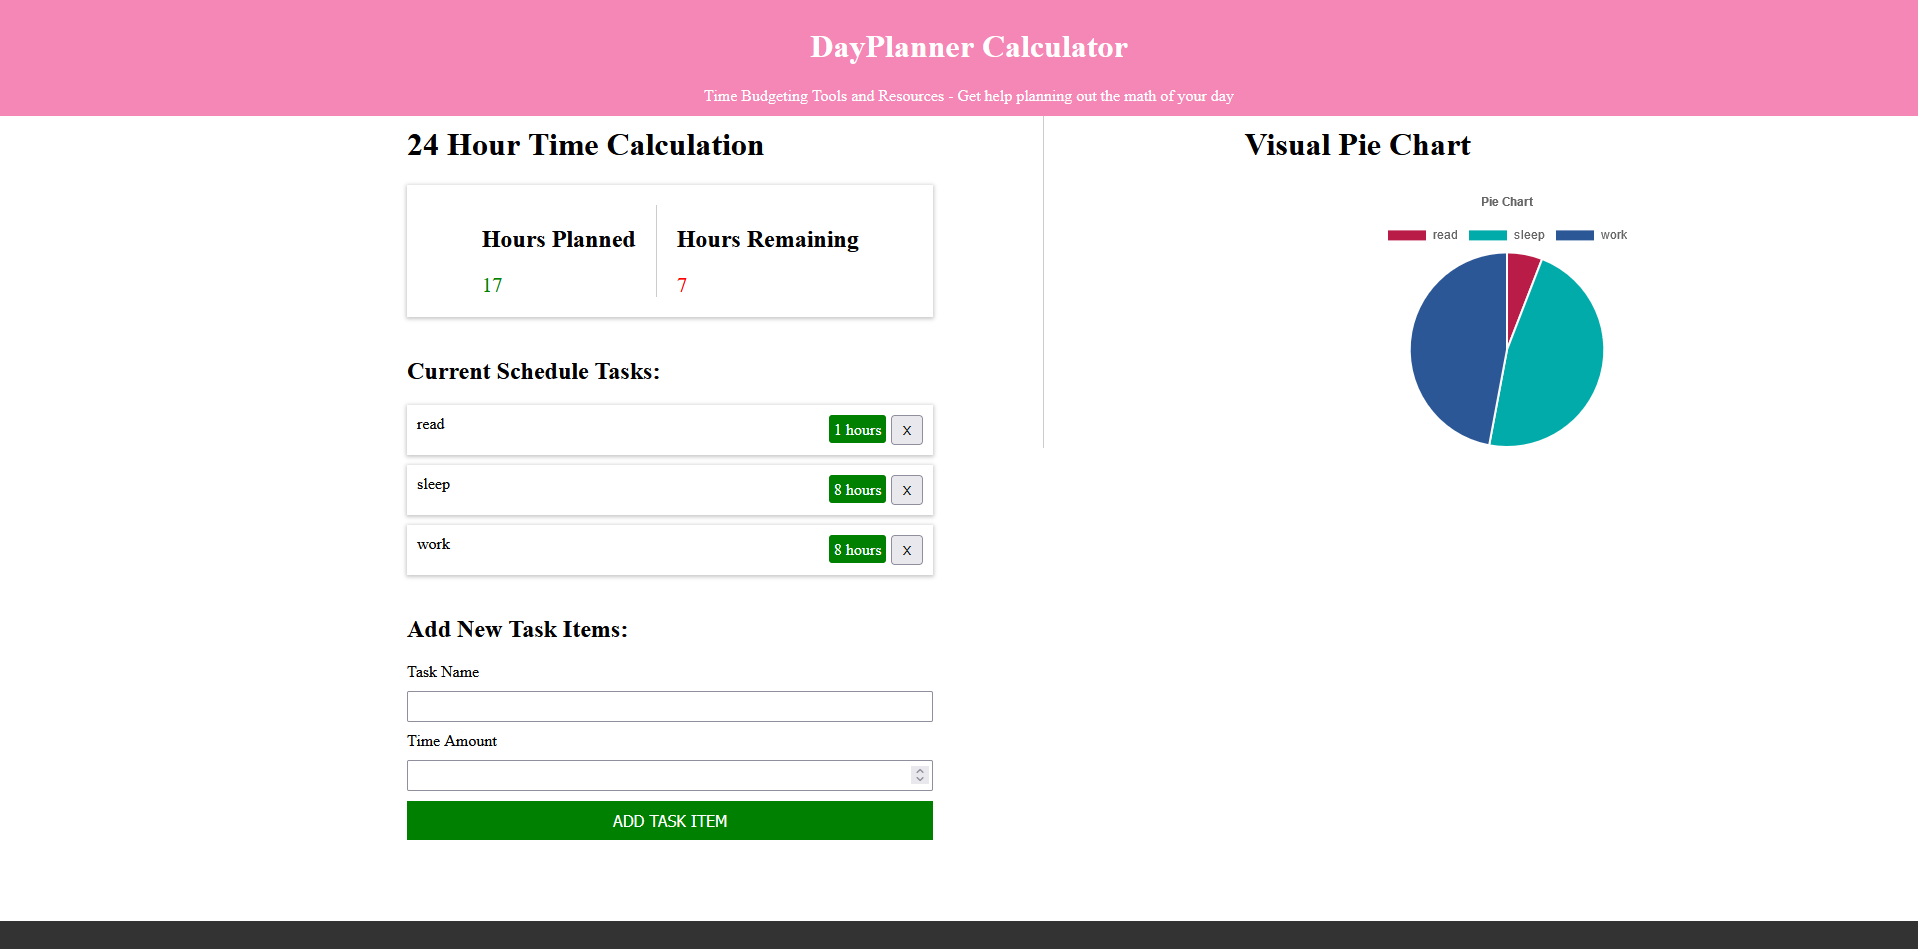 DayPlanner Calculator
Time Budgeting Tools and Resources - Get help planning out the math of your day
24 Hour Time Calculation
Hours Planned
17
Hours Remaining
7
Current Schedule Tasks:
read 1 hours X
sleep 8 hours X
work 8 hours X
Add New Task Items:
Task Name
Time Amount
ADD TASK ITEM
Visual Pie Chart
Pie Chart
read sleep work